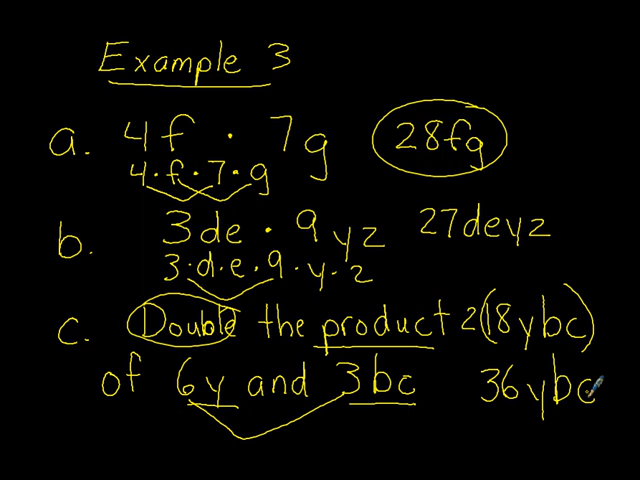 Example 3
a. 4f · 7g 28fg
4·f·7·g
b. 3de · 9yz 27deyz
3·d·e·9·y·z
c. Double the product 2(18ybc)
of 6y and 3bc 36ybc